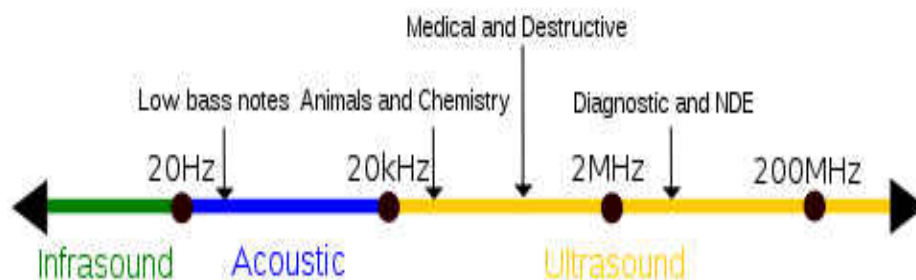 Medical and Destructive
Low bass notes Animals and Chemistry Diagnostic and NDE
20Hz 20kHz 2MHz 200MHz
Infrasound Acoustic Ultrasound